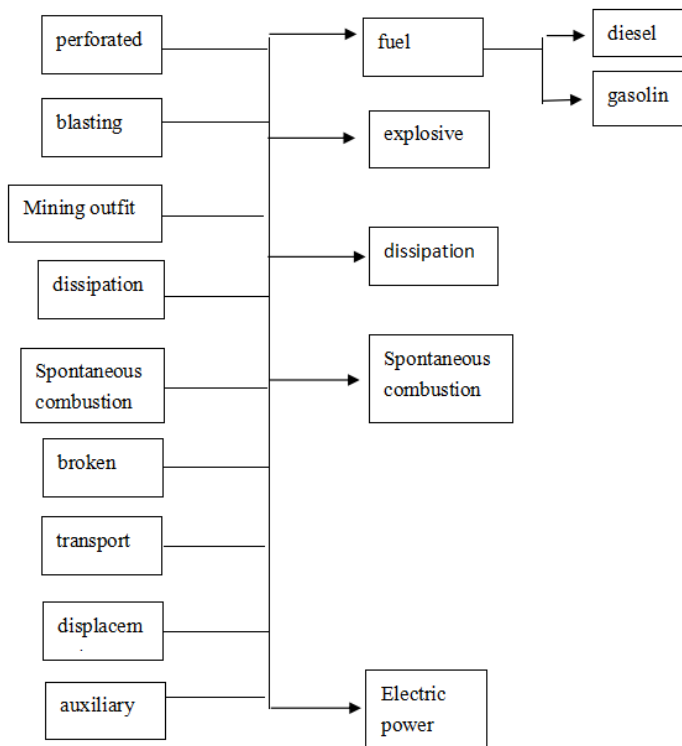 perforated
blasting
Mining outfit
dissipation
Spontaneous
combustion
broken
transport
displacem
auxiliary
fuel
explosive
dissipation
Spontaneous
combustion
Electric
power
diesel
gasolin